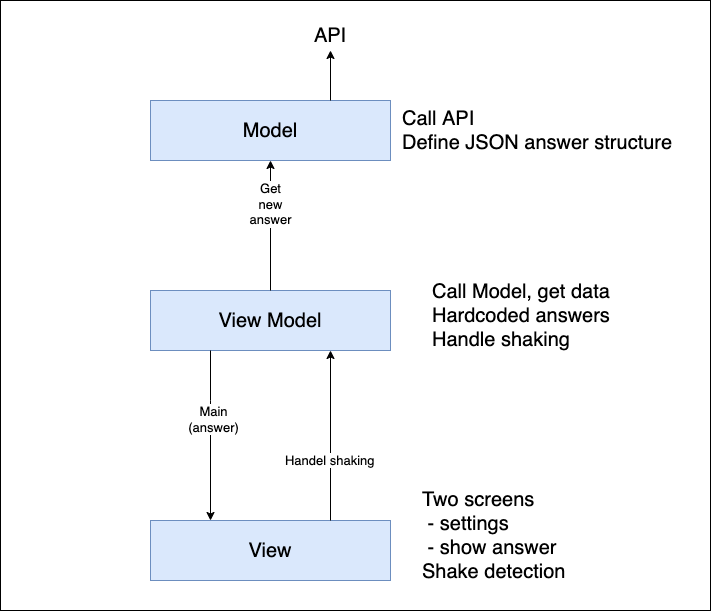 API
Model
Call API
Define JSON answer structure
Get
new
answer
View Model
Call Model, get data
Hardcoded answers
Handle shaking
Main
(answer)
Handel shaking
View
Two screens
- settings
- show answer
Shake detection